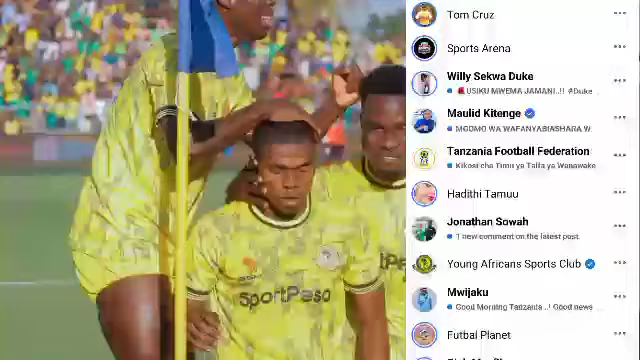 Tom Cruz
Sports Arena
Willy Sekwa Duke
USIKU MWEMA JAMANI..!! #Duke
Maulid Kitenge
MGOMO WA WAFANYABIASHARA W
Tanzania Football Federation
Kikosi cha Timu ya Taifa ya Wanawake
Hadithi Tamuu
Jonathan Sowah
1 new comment on the latest post
Young Africans Sports Club
Mwijaku
Good Morning Tanzania ..! Good news
Futbal Planet
SportPesa